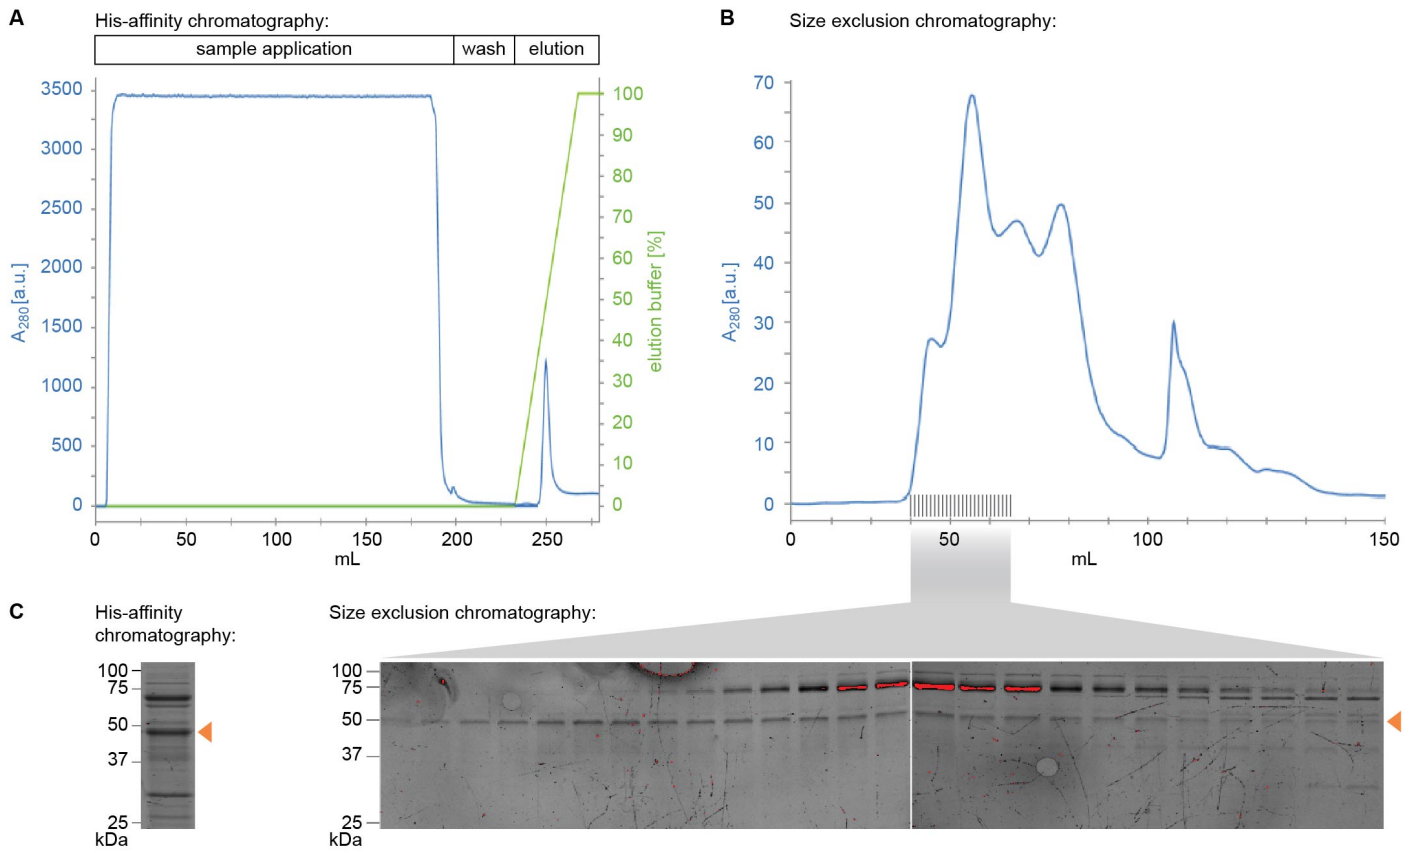 A
His-affinity chromatography:
sample application
wash
elution
3500
3000
2500
2000
1500
1000
500
0
A280 [a.u.]
100
90
80
70
60
50
40
30
20
10
0
elution buffer [%]
0
50
100
150
200
250
mL
B
Size exclusion chromatography:
70
60
50
40
30
20
10
0
A280 [a.u.]
0
50
100
150
mL
C
His-affinity
chromatography:
100
75
50
37
25
kDa
Size exclusion chromatography:
100
75
50
37
25
kDa